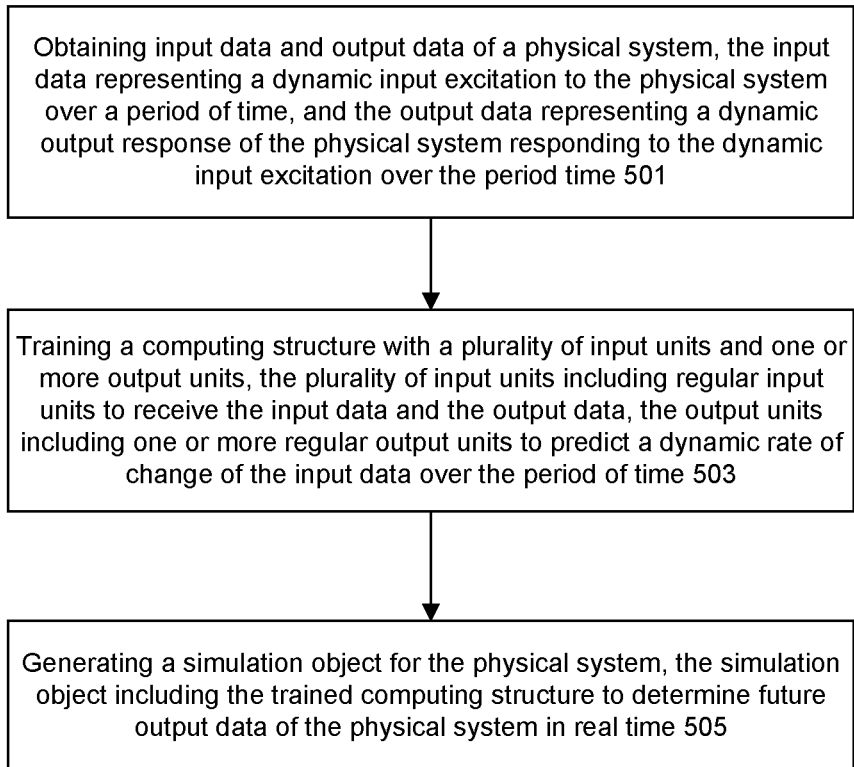 Obtaining input data and output data of a physical system, the input
data representing a dynamic input excitation to the physical system
over a period of time, and the output data representing a dynamic
output response of the physical system responding to the dynamic
input excitation over the period time 501
Training a computing structure with a plurality of input units and one or
more output units, the plurality of input units including regular input
units to receive the input data and the output data, the output units
including one or more regular output units to predict a dynamic rate of
change of the input data over the period of time 503
Generating a simulation object for the physical system, the simulation
object including the trained computing structure to determine future
output data of the physical system in real time 505